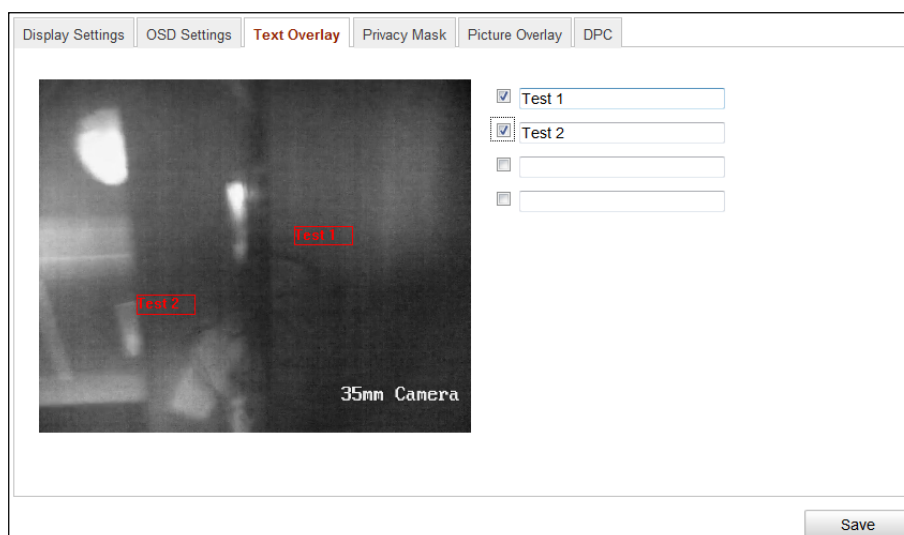 Display Settings OSD Settings Text Overlay Privacy Mask Picture Overlay DPC
Test 1
Test 2
Test 1
Test 2
35mm Camera
Save